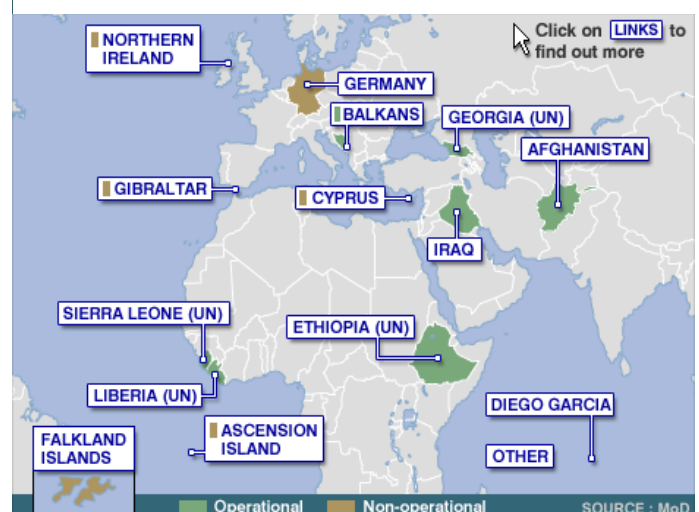 Click on LINKS to
find out more
NORTHERN
IRELAND
GERMANY
BALKANS
GEORGIA (UN)
AFGHANISTAN
GIBRALTAR
CYPRUS
IRAQ
SIERRA LEONE (UN)
ETHIOPIA (UN)
LIBERIA (UN)
DIEGO GARCIA
ASCENSION
ISLAND
FALKLAND
ISLANDS
OTHER
Operational
Non-operational
SOURCE : MoD